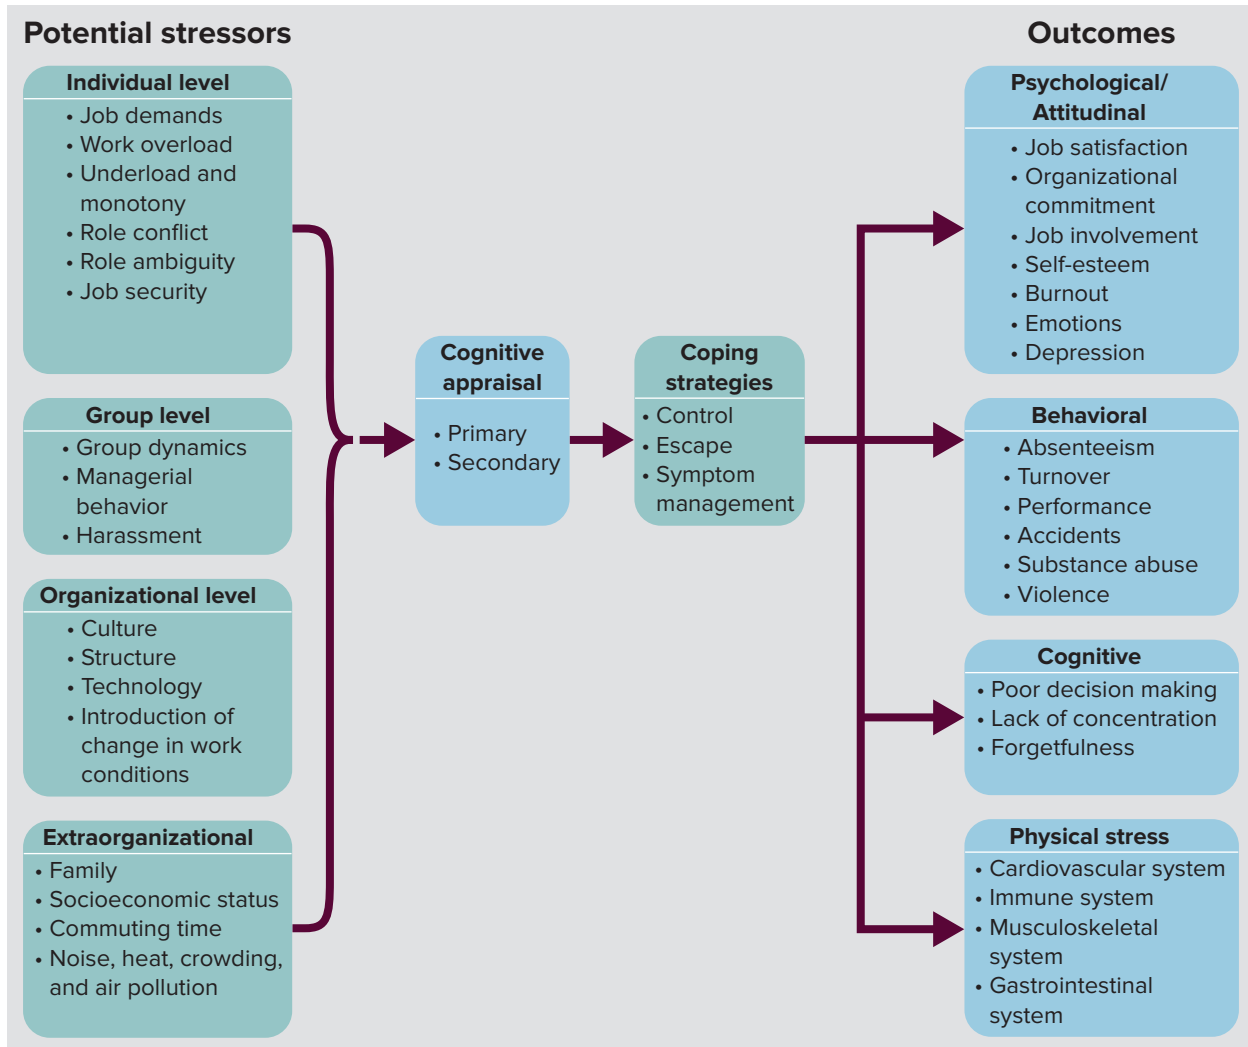 Potential stressors
Individual level
• Job demands
• Work overload
• Underload and
monotony
• Role conflict
• Role ambiguity
• Job security
Group level
• Group dynamics
• Managerial
behavior
• Harassment
Organizational level
• Culture
• Structure
• Technology
• Introduction of
change in work
conditions
Extraorganizational
• Family
• Socioeconomic status
• Commuting time
• Noise, heat, crowding,
and air pollution
Cognitive
appraisal
• Primary
• Secondary
Coping
strategies
• Control
• Escape
• Symptom
management
Outcomes
Psychological/
Attitudinal
• Job satisfaction
• Organizational
commitment
• Job involvement
• Self-esteem
• Burnout
• Emotions
• Depression
Behavioral
• Absenteeism
• Turnover
• Performance
• Accidents
• Substance abuse
• Violence
Cognitive
• Poor decision making
• Lack of concentration
• Forgetfulness
Physical stress
• Cardiovascular system
• Immune system
• Musculoskeletal
system
• Gastrointestinal
system